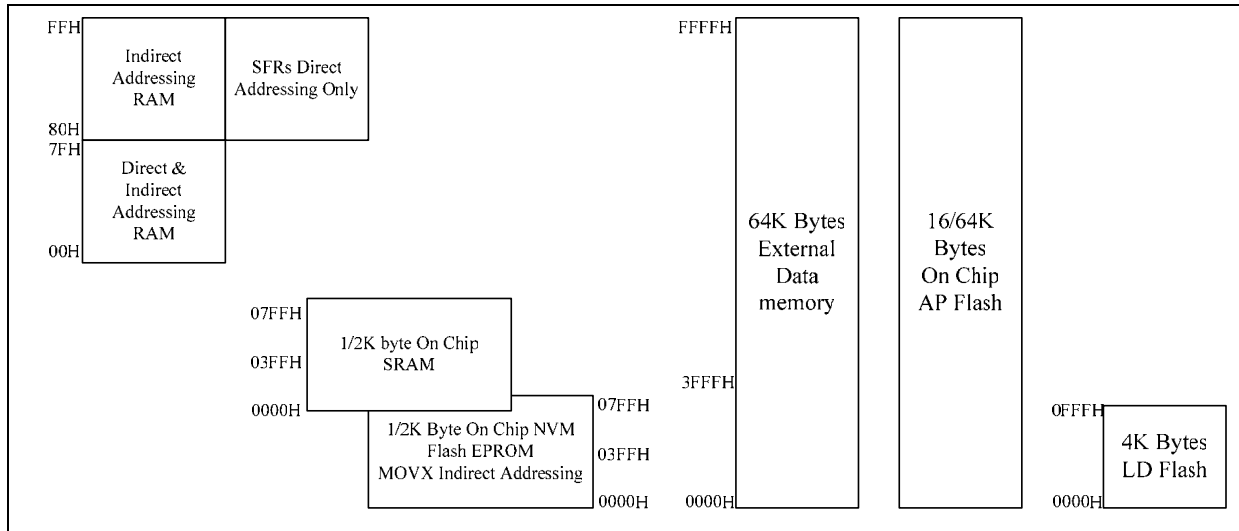 FFH
Indirect
Addressing
RAM
SFRs Direct
Addressing Only
80H
7FH
Direct &
Indirect
Addressing
RAM
00H
07FFH
03FFH
0000H
1/2K byte On Chip
SRAM
1/2K Byte On Chip NVM
Flash EPROM
MOVX Indirect Addressing
07FFH
03FFH
0000H
FFFFH
3FFFH
0000H
64K Bytes
External
Data
memory
16/64K
Bytes
On Chip
AP Flash
0FFFH
0000H
4K Bytes
LD Flash